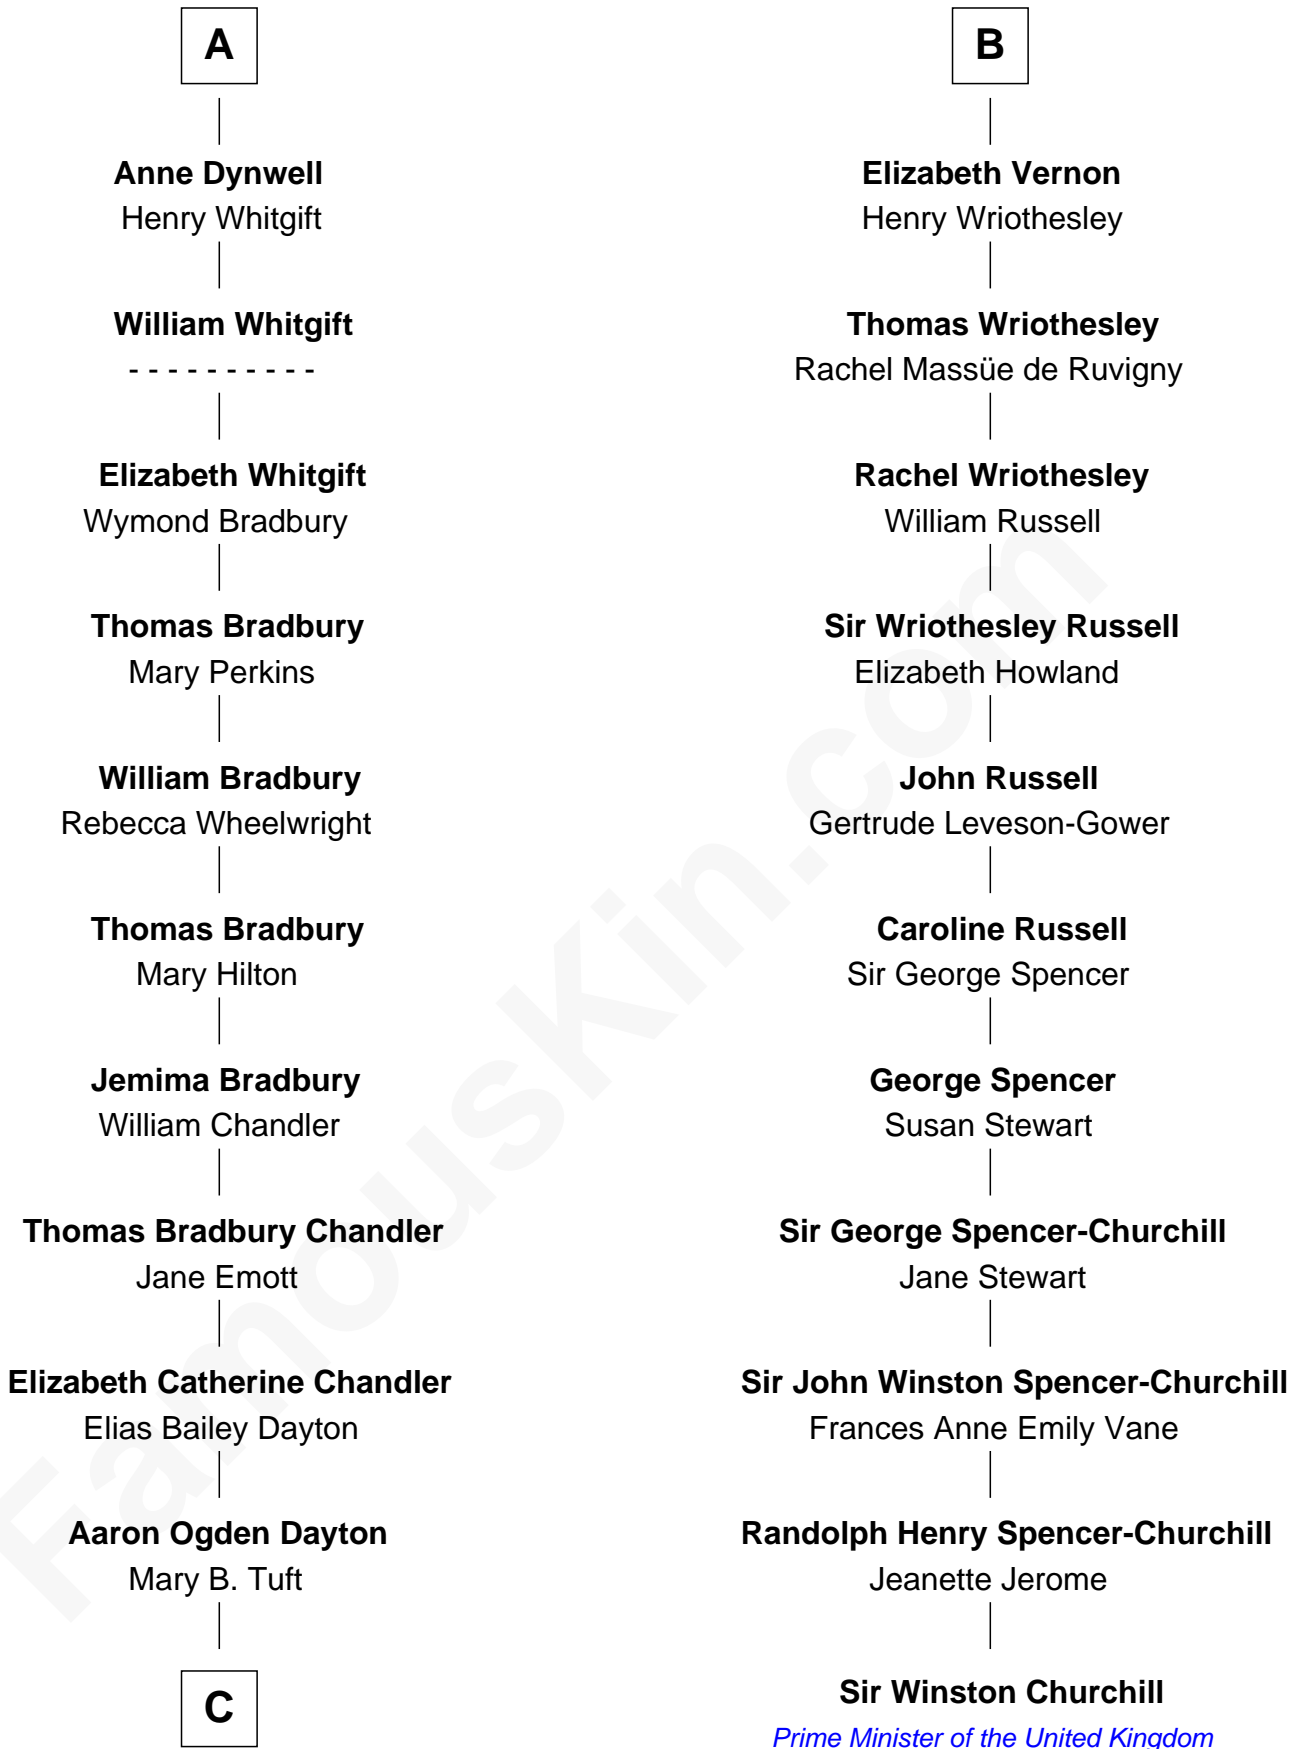 A
Anne Dynwell
Henry Whitgift
William Whitgift
- - - - - - - - - -
Elizabeth Whitgift
Wymond Bradbury
Thomas Bradbury
Mary Perkins
William Bradbury
Rebecca Wheelwright
Thomas Bradbury
Mary Hilton
Jemima Bradbury
William Chandler
Thomas Bradbury Chandler
Jane Emott
Elizabeth Catherine Chandler
Elias Bailey Dayton
Aaron Ogden Dayton
Mary B. Tuft
C
B
Elizabeth Vernon
Henry Wriothesley
Thomas Wriothesley
Rachel Massüe de Ruvigny
Rachel Wriothesley
William Russell
Sir Wriothesley Russell
Elizabeth Howland
John Russell
Gertrude Leveson-Gower
Caroline Russell
Sir George Spencer
George Spencer
Susan Stewart
Sir George Spencer-Churchill
Jane Stewart
Sir John Winston Spencer-Churchill
Frances Anne Emily Vane
Randolph Henry Spencer-Churchill
Jeanette Jerome
Sir Winston Churchill
Prime Minister of the United Kingdom
FamousKin.com